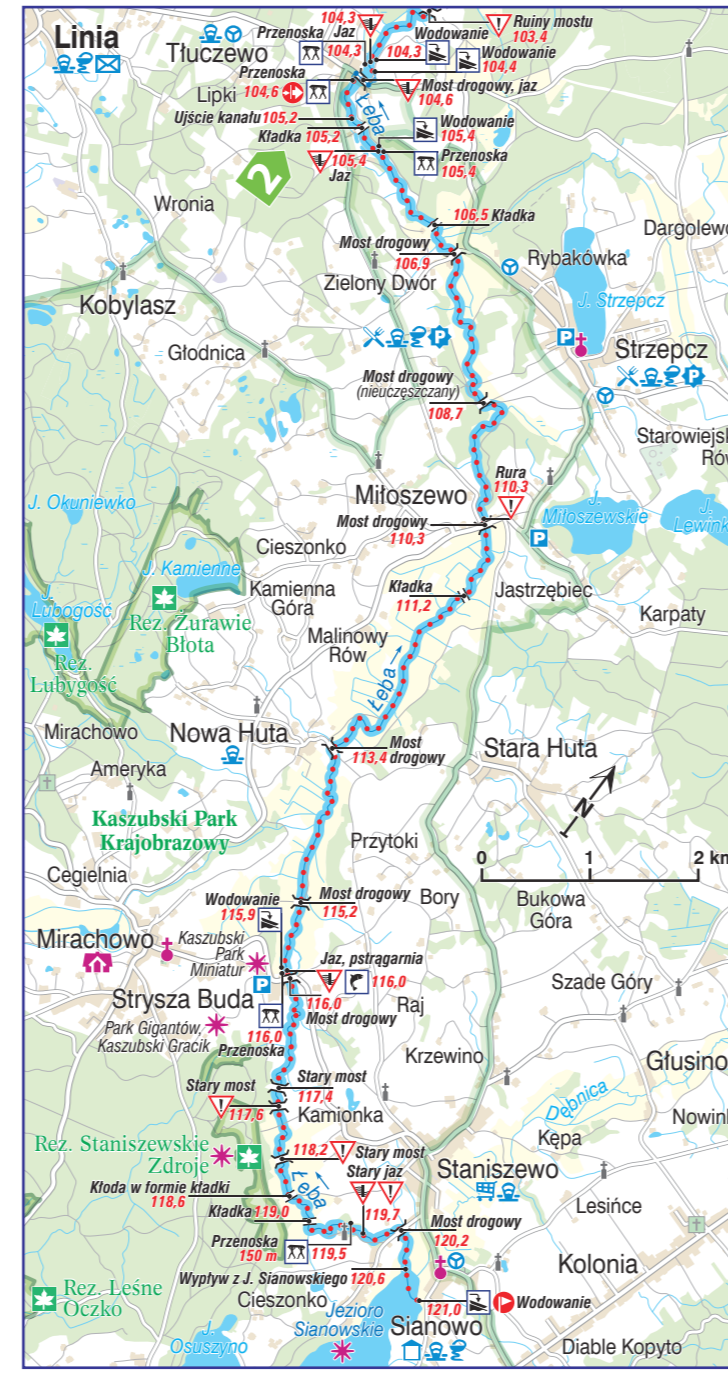 Linia
Tłuczewo
Przenoska
104,3
Jaz
104,3
104,3
Wodowanie
104,3
Ruiny mostu
103,4
Wodowanie
104,4
Przenoska
104,6
Lipki
Most drogowy, jaz
104,6
Ujście kanału 105,2
Kładka 105,2
Łeba
Wodowanie
105,4
Przenoska
105,4
105,4
Jaz
2
Wronia
106,5 Kładka
Dargolewo
Most drogowy
106,9
Rybakówka
Zielony Dwór
J. Strzepcz
Kobylasz
P
Strzepcz
P
P
Głodnica
Most drogowy
(nieuczęszczany)
108,7
Starowiejsk
Rów
Rura
110,3
Miłoszewo
J. Okuniewko
Most drogowy
110,3
J.
Miłoszewskie
J.
Lewink
P
Cieszonko
J. Kamienne
Kamienna
Góra
Kładka
111,2
Jastrzębiec
J.
Lubogość
Rez. Żurawie
Błota
Karpaty
Rez.
Lubygość
Malinowy
Rów
Łeba
Mirachowo
Nowa Huta
Most
drogowy
113,4
Stara Huta
Ameryka
N
Kaszubski Park
Krajobrazowy
Przytoki
0 1 2 km
Cegielnia
Wodowanie
115,9
Most drogowy
115,2
Bory
Bukowa
Góra
Mirachowo
Kaszubski
Park
Miniatur
Jaz, pstrągarnia
116,0
116,0
Szade Góry
P
Strysza Buda
Most drogowy
Raj
Park Gigantów,
Kaszubski Gracik
116,0
Przenoska
Krzewino
Głusino
Stary most
117,6
Stary most
117,4
Kamionka
Dębnica
Nowin
Kępa
Rez. Staniszewskie
Zdroje
118,2
Stary most
Stary jaz
119,7
Staniszewo
Kłoda w formie kładki
118,6
Łeba
Lesińce
Kładka 119,0
Przenoska
150 m
119,5
Most drogowy
120,2
Kolonia
Wypływ z J. Sianowskiego 120,6
Rez. Leśne
Oczko
Cieszonko
121,0
Wodowanie
J.
Osuszyno
Jezioro
Sianowskie
Sianowo
Diable Kopyto